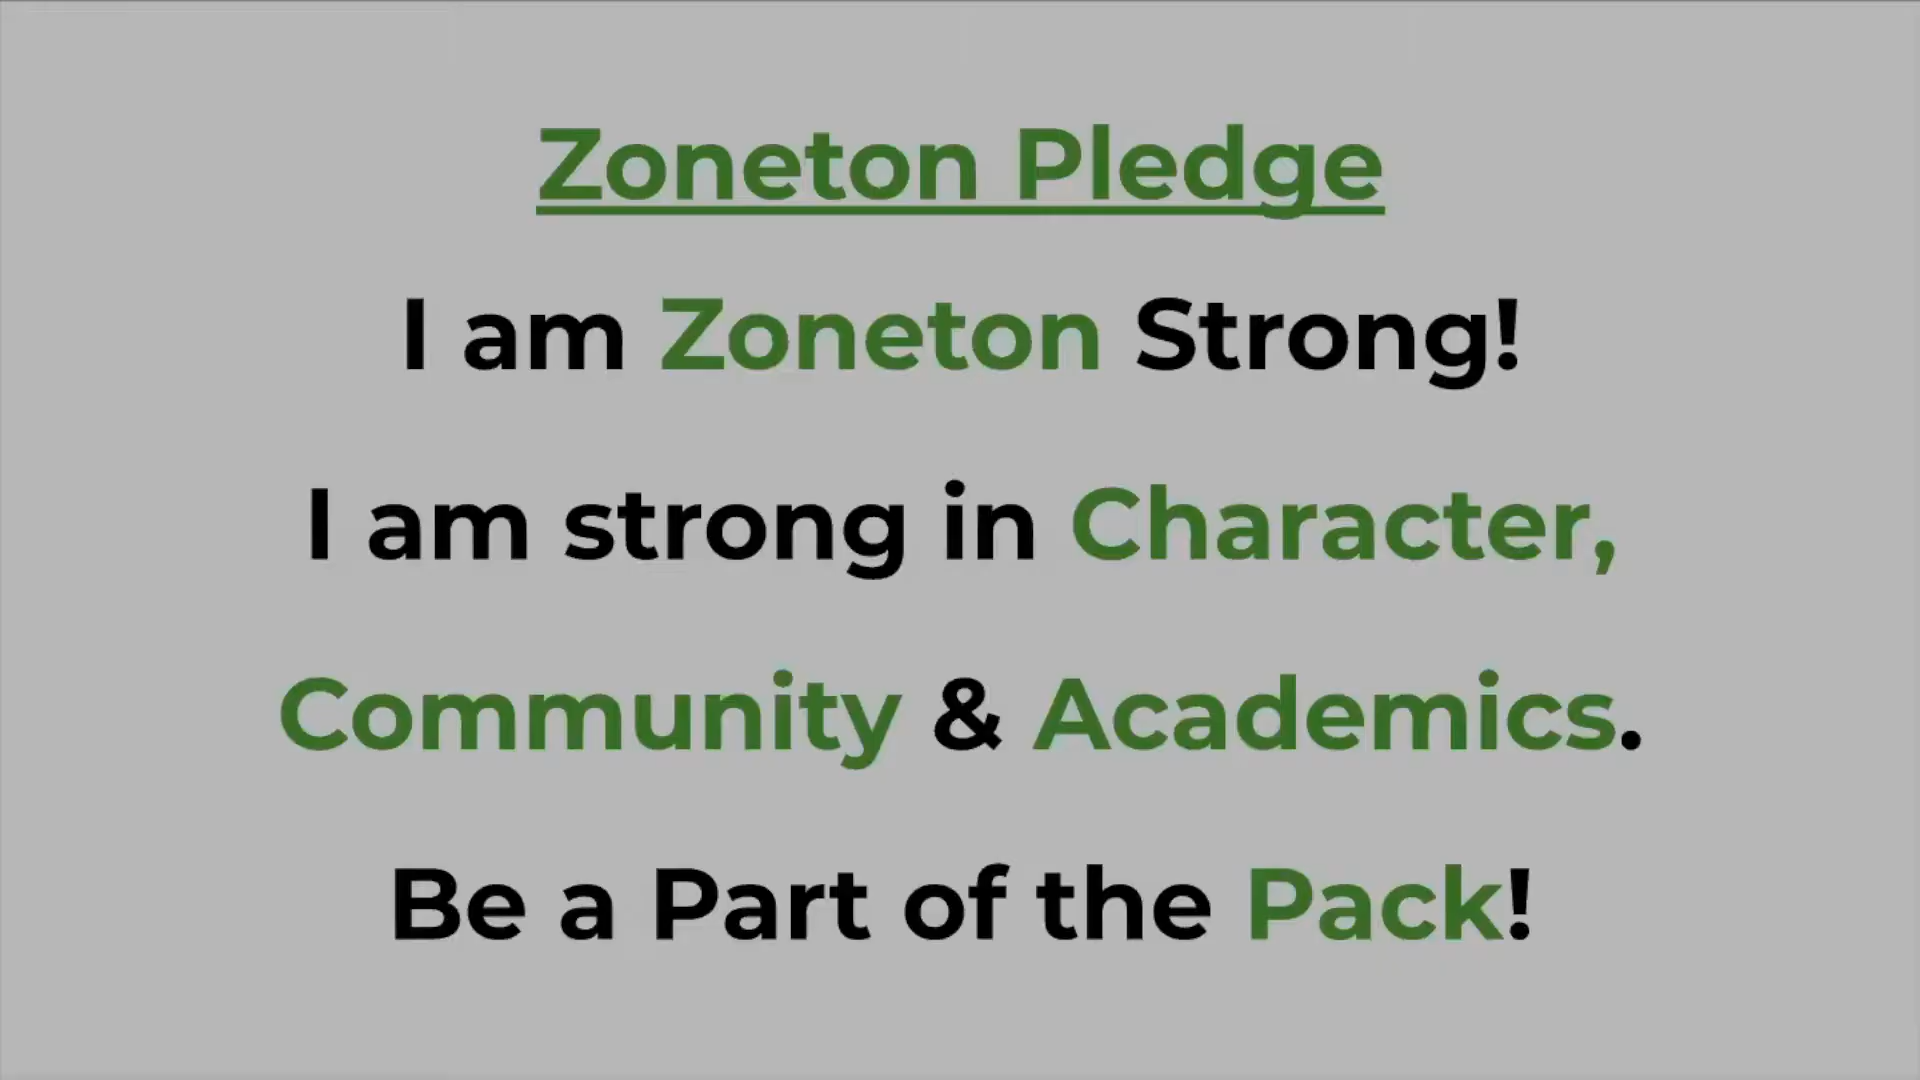 Zoneton Pledge
I am Zoneton Strong!
I am strong in Character,
Community & Academics.
Be a Part of the Pack!